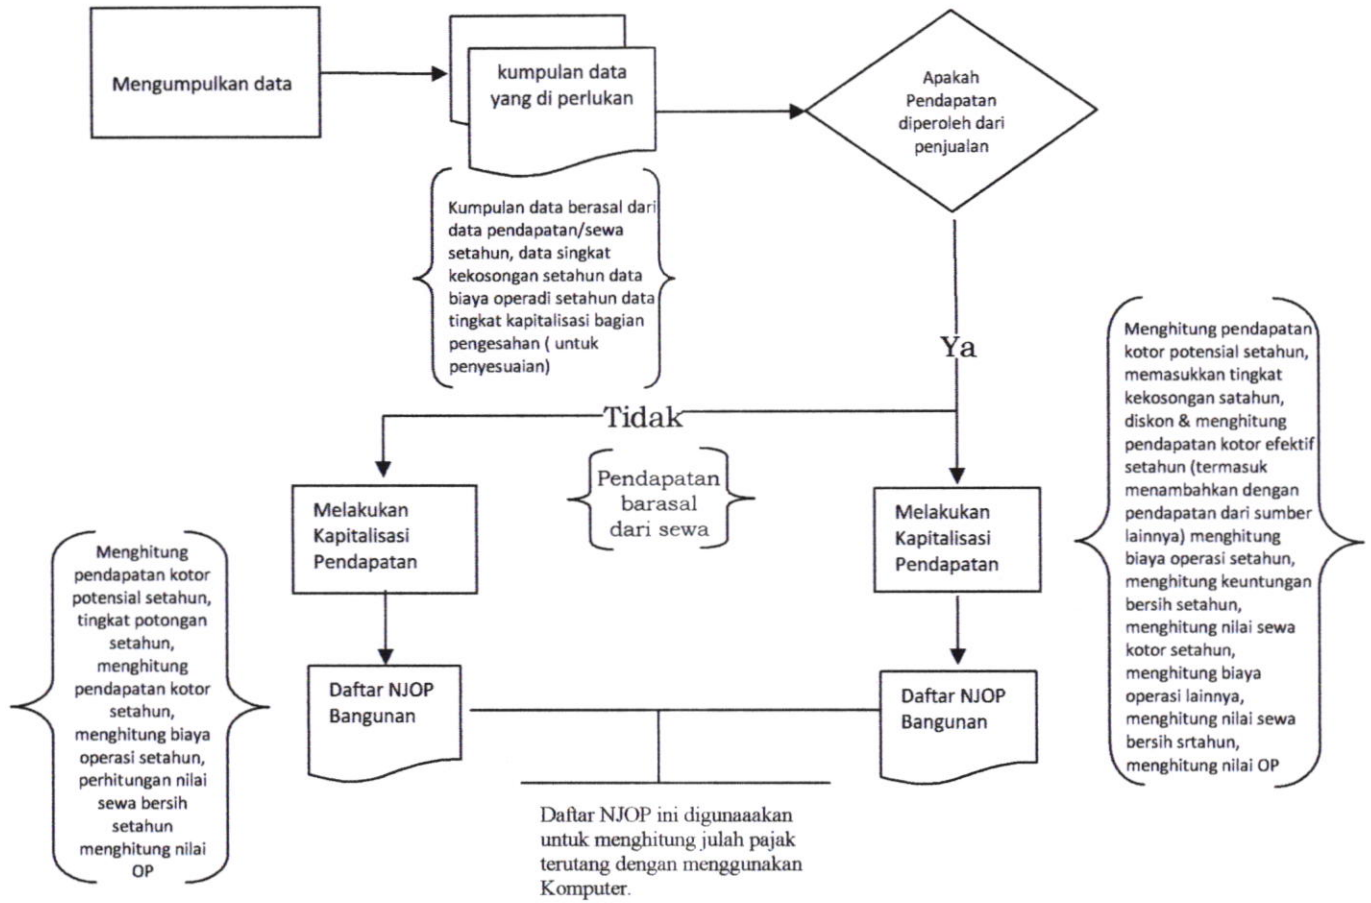 Mengumpulkan data
kumpulan data
yang di perlukan
Apakah
Pendapatan
diperoleh dari
penjualan
Kumpulan data berasal dari
data pendapatan/sewa
setahun, data singkat
kekosongan setahun data
biaya operadi setahun data
tingkat kapitalisasi bagian
pengesahan ( untuk
penyesuaian)
Ya
Tidak
Pendapatan
barasal
dari sewa
Melakukan
Kapitalisasi
Pendapatan
Melakukan
Kapitalisasi
Pendapatan
Menghitung pendapatan
kotor potensial setahun,
memasukkan tingkat
kekosongan satahun,
diskon & menghitung
pendapatan kotor efektif
setahun (termasuk
menambahkan dengan
pendapatan dari sumber
lainnya) menghitung
biaya operasi setahun,
menghitung keuntungan
bersih setahun,
menghitung nilai sewa
kotor setahun,
menghitung biaya
operasi lainnya,
menghitung nilai sewa
bersih srtahun,
menghitung nilai OP
Menghitung
pendapatan kotor
potensial setahun,
tingkat potongan
setahun,
menghitung
pendapatan kotor
setahun,
menghitung biaya
operasi setahun,
perhitungan nilai
sewa bersih
setahun
menghitung nilai
OP
Daftar NJOP
Bangunan
Daftar NJOP
Bangunan
Daftar NJOP ini digunaaakan
untuk menghitung julah pajak
terutang dengan menggunakan
Komputer.